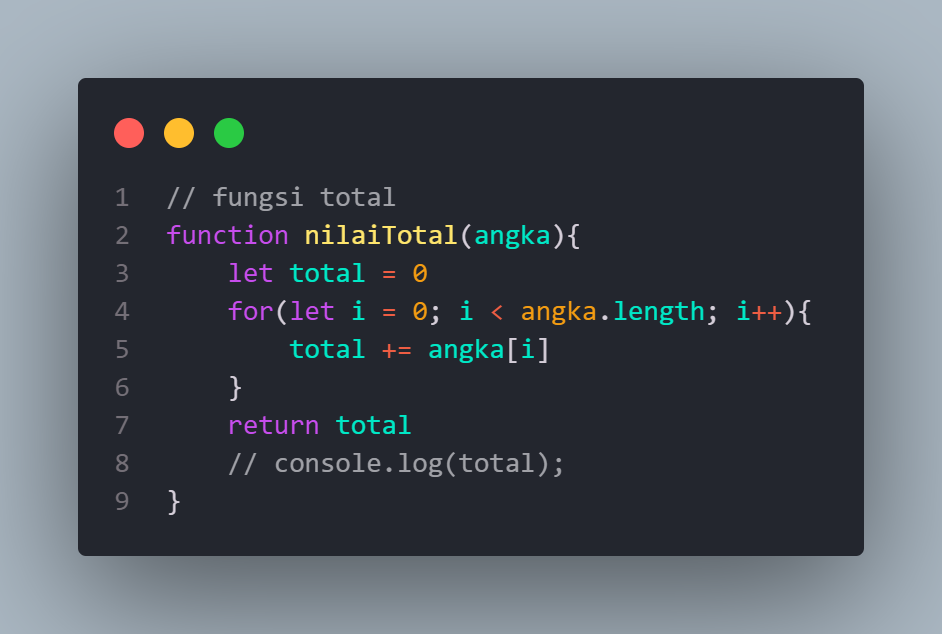 1 // fungsi total
2 function nilaiTotal(angka){
3     let total = 0
4     for(let i = 0; i < angka.length; i++){
5         total += angka[i]
6     }
7     return total
8     // console.log(total);
9 }